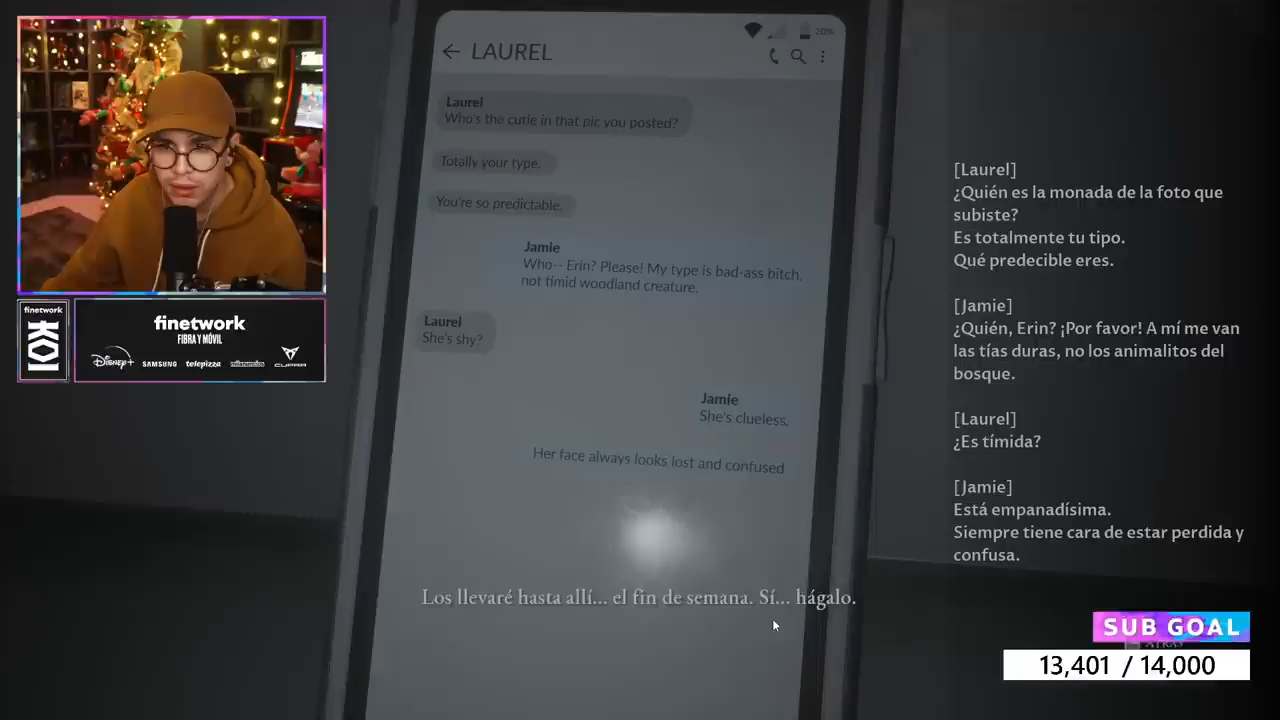 20%
LAUREL
Laurel
Who's the cutie in that pic you posted?
Totally your type.
You're so predictable.
Jamie
Who-- Erin? Please! My type is bad-ass bitch,
not timid woodland creature.
Laurel
She's shy?
Jamie
She's clueless.
Her face always looks lost and confused
Los llevaré hasta allí... el fin de semana. Sí... hágalo.
[Laurel]
¿Quién es la monada de la foto que
subiste?
Es totalmente tu tipo.
Qué predecible eres.
[Jamie]
¿Quién, Erin? ¡Por favor! A mí me van
las tías duras, no los animalitos del
bosque.
[Laurel]
¿Es tímida?
[Jamie]
Está empanadísima.
Siempre tiene cara de estar perdida y
confusa.
finetwork
KOI
finetwork
FIBRA Y MÓVIL
Disney+ SAMSUNG telepizza milanuncios CUPRA
SUB GOAL
ATRÁS
13,401 / 14,000